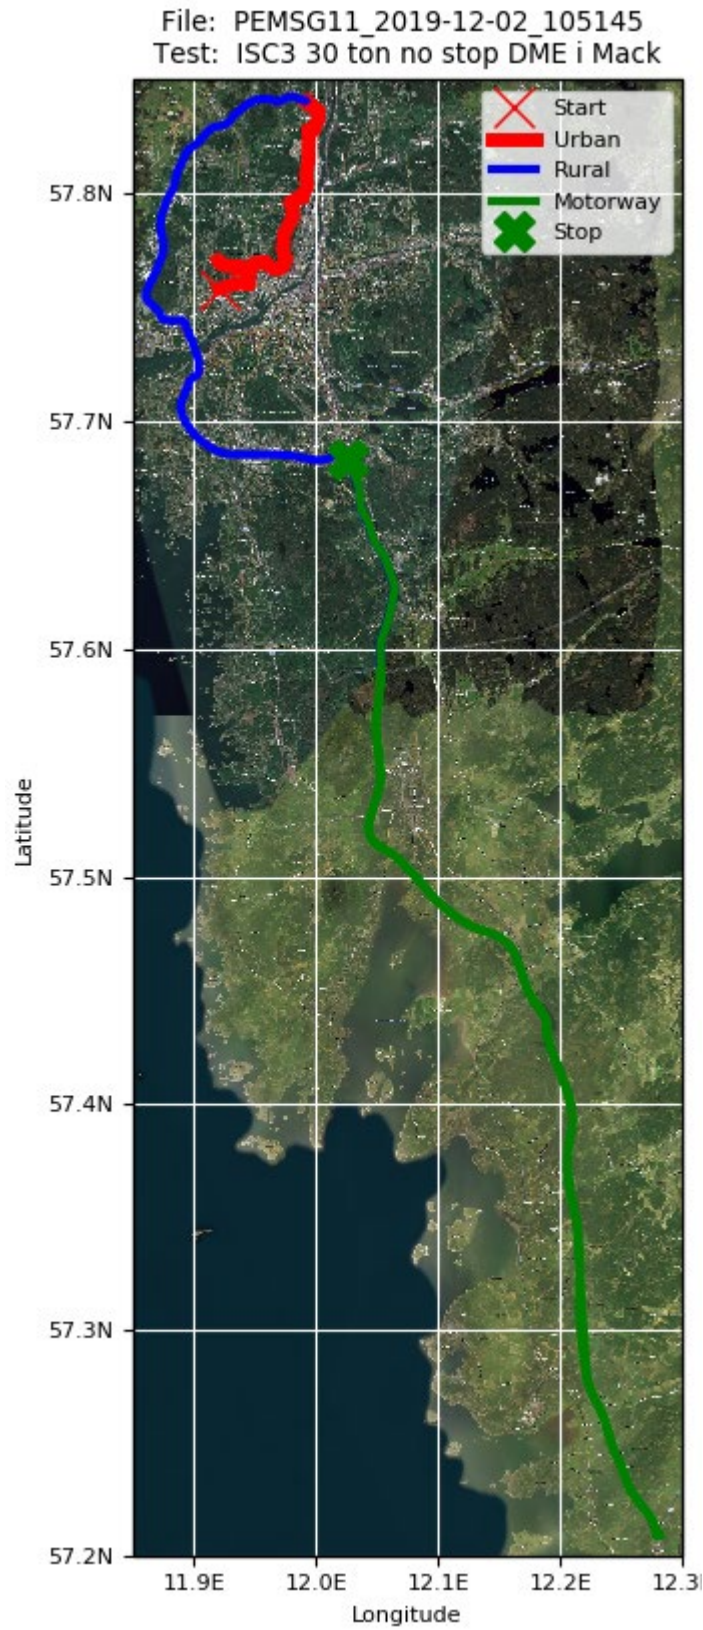 File: PEMSG11_2019-12-02_105145
Test: ISC3 30 ton no stop DME i Mack
Start
Urban
Rural
Motorway
Stop
57.8N
57.7N
57.6N
57.5N
57.4N
57.3N
57.2N
Latitude
11.9E 12.0E 12.1E 12.2E 12.3
Longitude